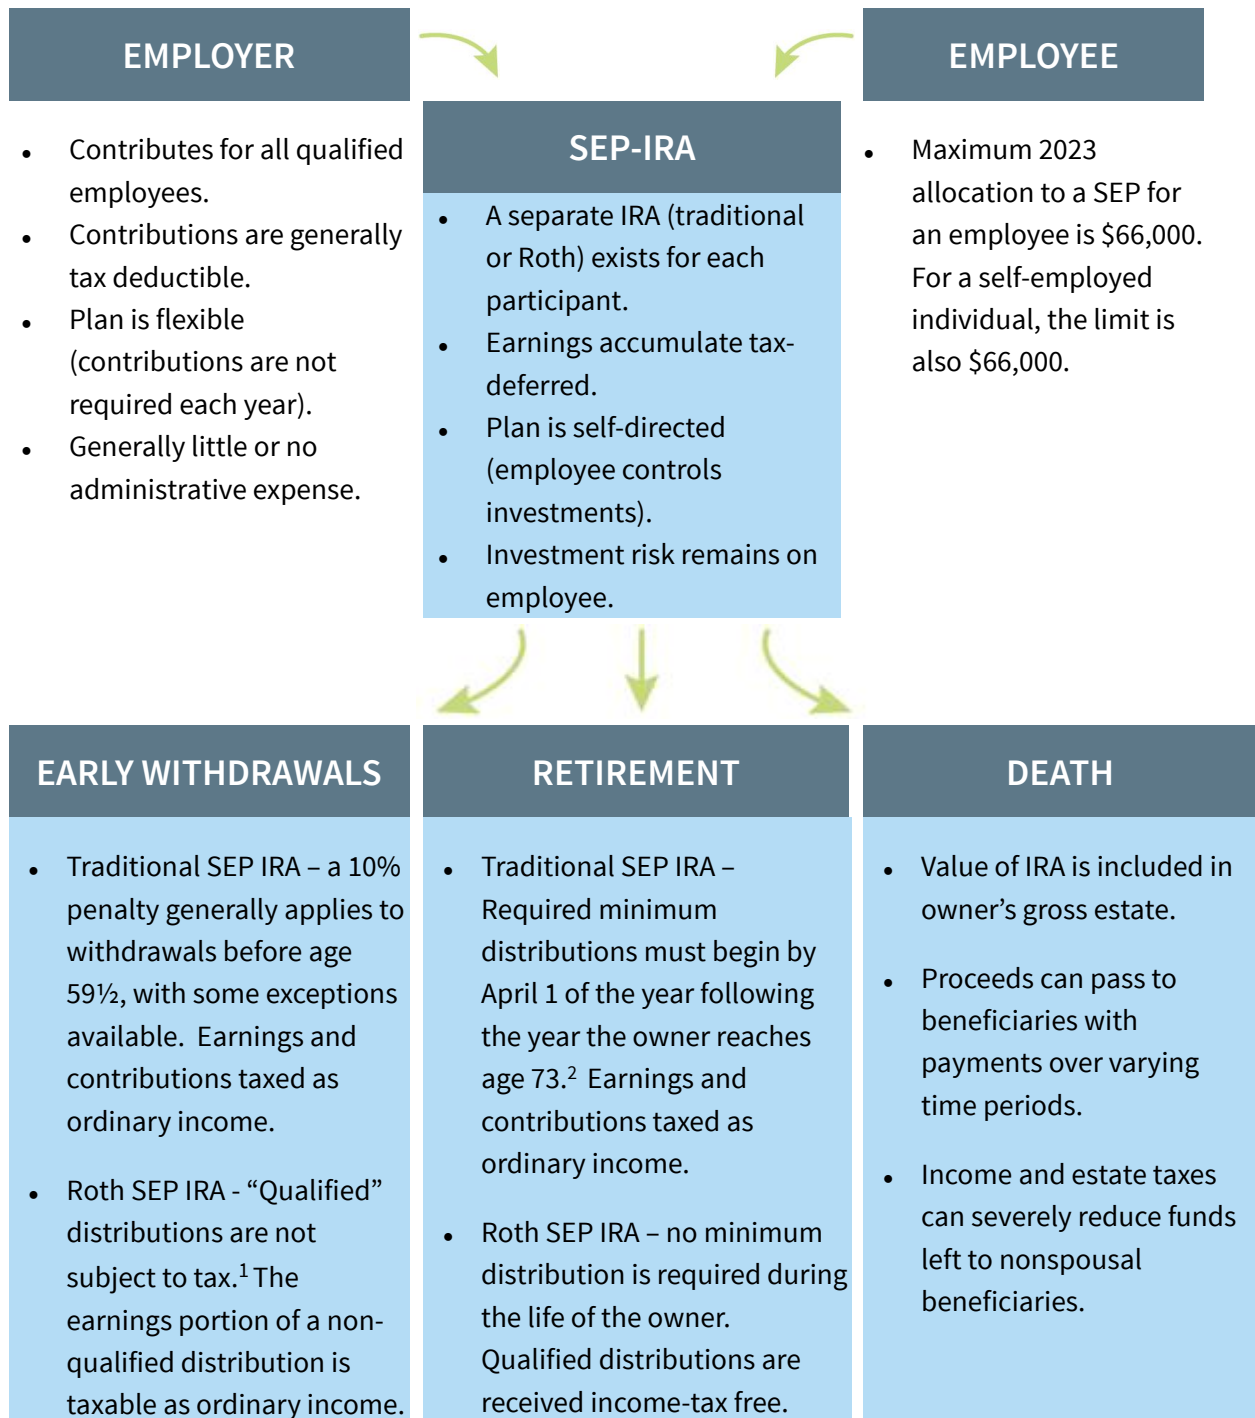 EMPLOYER
• Contributes for all qualified
employees.
• Contributions are generally
tax deductible.
• Plan is flexible
(contributions are not
required each year).
• Generally little or no
administrative expense.
SEP-IRA
• A separate IRA (traditional
or Roth) exists for each
participant.
• Earnings accumulate tax-
deferred.
• Plan is self-directed
(employee controls
investments).
• Investment risk remains on
employee.
EMPLOYEE
• Maximum 2023
allocation to a SEP for
an employee is $66,000.
For a self-employed
individual, the limit is
also $66,000.
EARLY WITHDRAWALS
• Traditional SEP IRA – a 10%
penalty generally applies to
withdrawals before age
59½, with some exceptions
available.  Earnings and
contributions taxed as
ordinary income.
• Roth SEP IRA - “Qualified”
distributions are not
subject to tax.¹ The
earnings portion of a non-
qualified distribution is
taxable as ordinary income.
RETIREMENT
• Traditional SEP IRA –
Required minimum
distributions must begin by
April 1 of the year following
the year the owner reaches
age 73.²  Earnings and
contributions taxed as
ordinary income.
• Roth SEP IRA – no minimum
distribution is required during
the life of the owner.
Qualified distributions are
received income-tax free.
DEATH
• Value of IRA is included in
owner’s gross estate.
• Proceeds can pass to
beneficiaries with
payments over varying
time periods.
• Income and estate taxes
can severely reduce funds
left to nonspousal
beneficiaries.